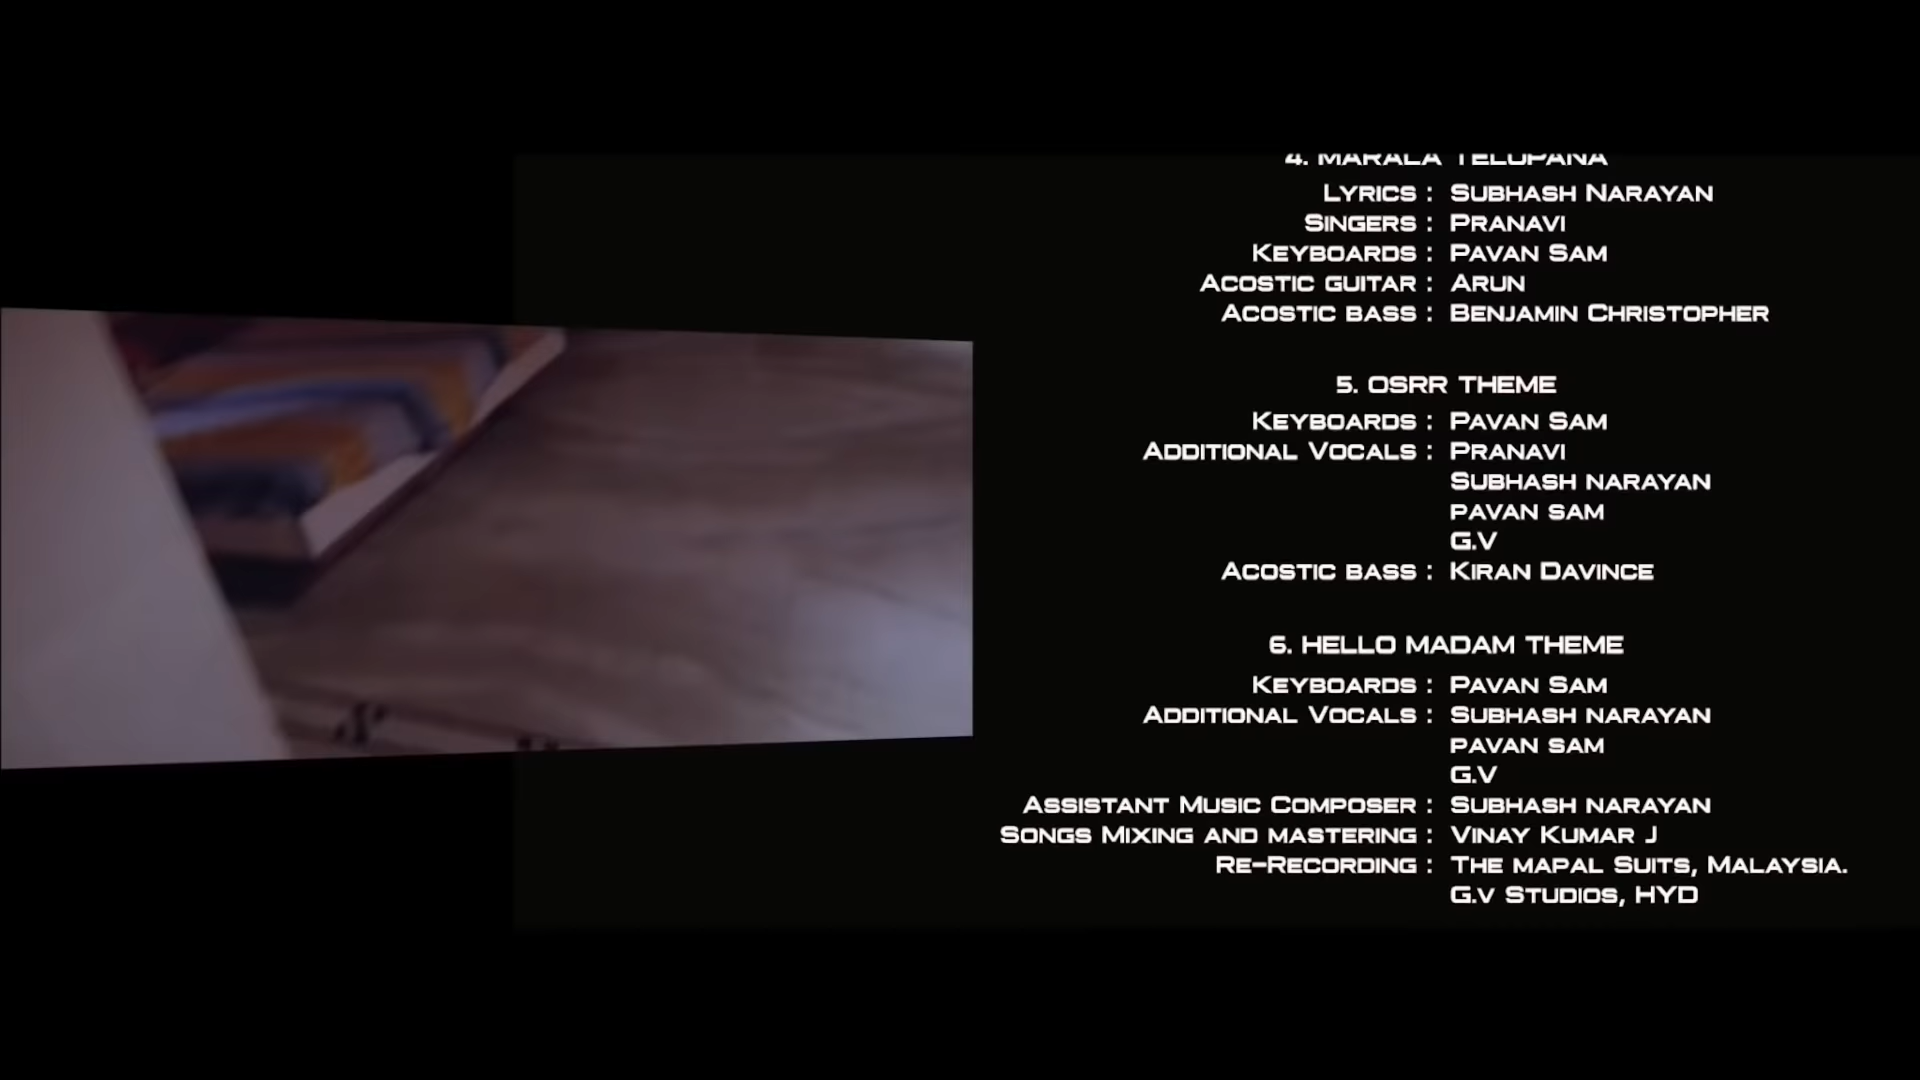 4. MARALA TELUPANA
LYRICS : SUBHASH NARAYAN
SINGERS : PRANAVI
KEYBOARDS : PAVAN SAM
ACOSTIC GUITAR : ARUN
ACOSTIC BASS : BENJAMIN CHRISTOPHER
5. OSRR THEME
KEYBOARDS : PAVAN SAM
ADDITIONAL VOCALS : PRANAVI
SUBHASH NARAYAN
PAVAN SAM
G.V
ACOSTIC BASS : KIRAN DAVINCE
6. HELLO MADAM THEME
KEYBOARDS : PAVAN SAM
ADDITIONAL VOCALS : SUBHASH NARAYAN
PAVAN SAM
G.V
ASSISTANT MUSIC COMPOSER : SUBHASH NARAYAN
SONGS MIXING AND MASTERING : VINAY KUMAR J
RE-RECORDING : THE MAPAL SUITS, MALAYSIA.
G.V STUDIOS, HYD